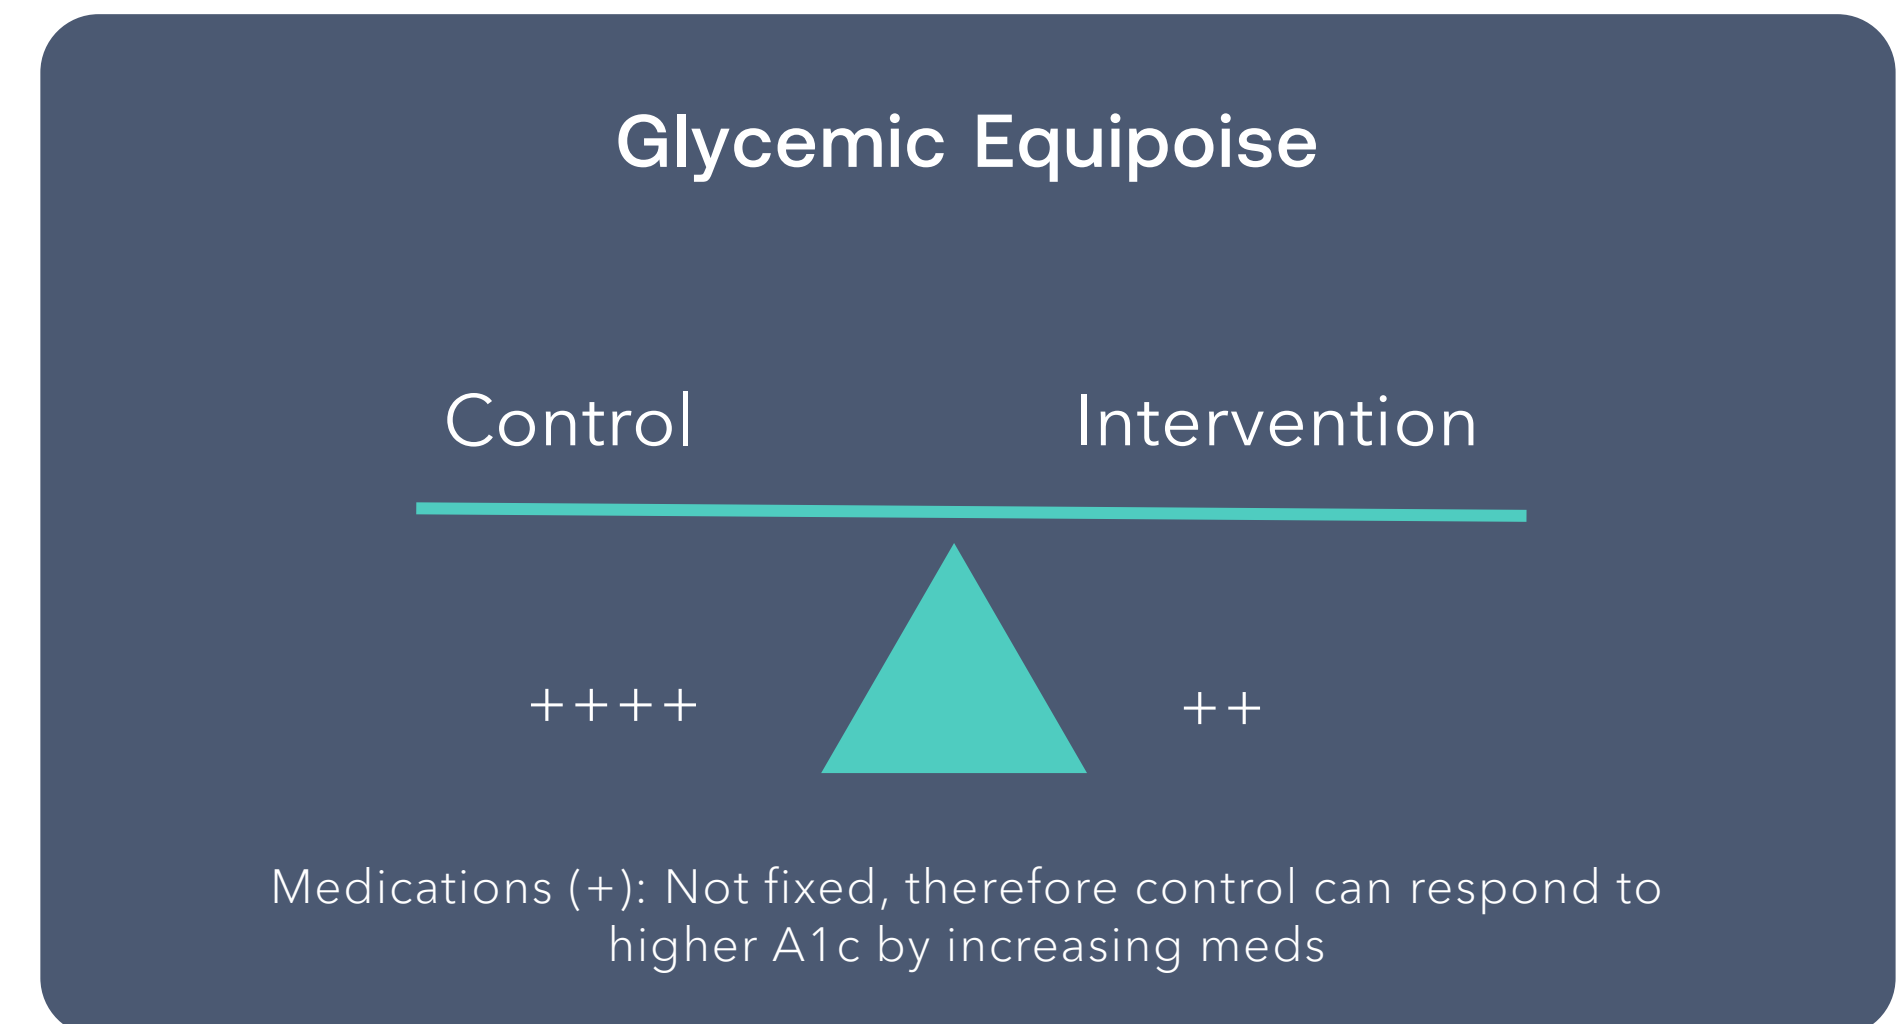 Glycemic Equipoise
Control Intervention
++++ ++
Medications (+): Not fixed, therefore control can respond to
higher A1c by increasing meds